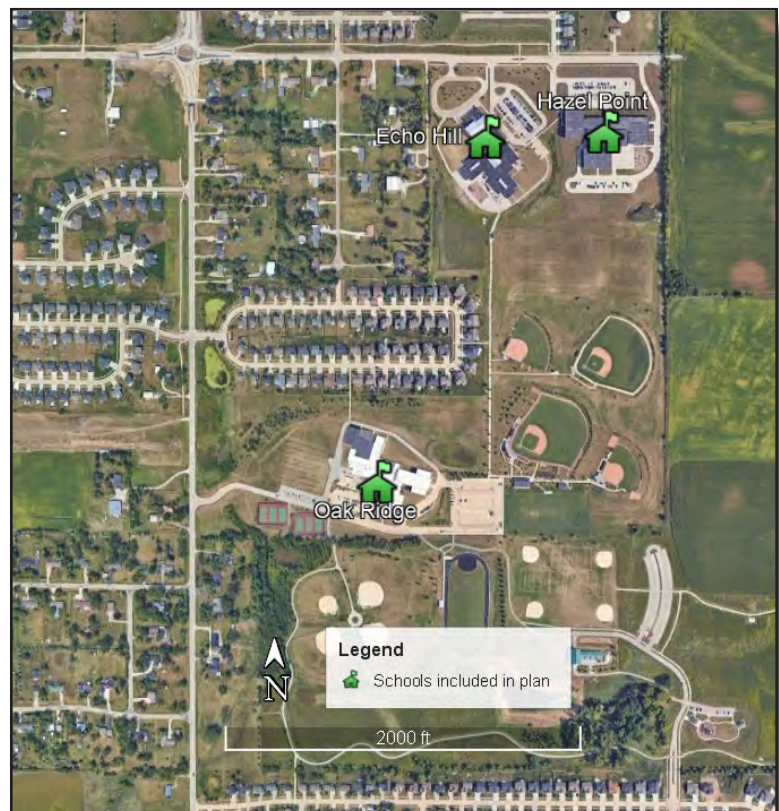 Hazel Point
Echo Hill
Oak Ridge
Legend
Schools included in plan
N
2000 ft